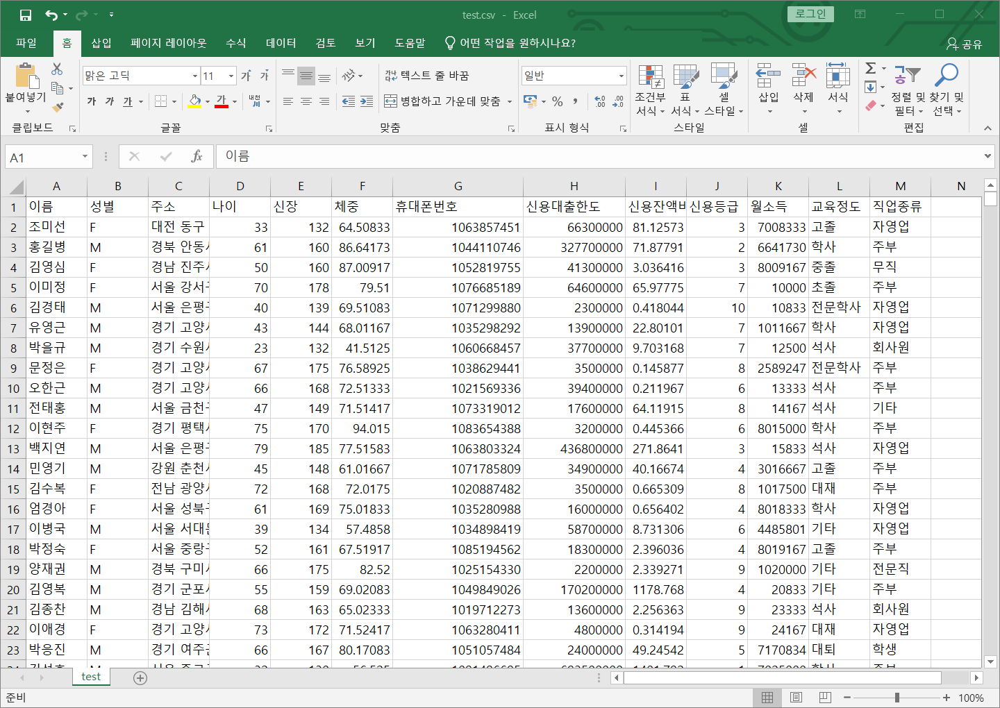 test.csv - Excel
로그인
파일 홈 삽입 페이지 레이아웃 수식 데이터 검토 보기 도움말 어떤 작업을 원하시나요? 공유
맑은 고딕 11 가 가 가나 텍스트 줄 바꿈 일반
붙여넣기 가 가 가 가 내천 병합하고 가운데 맞춤 % , 조건부 서식 표 서식 셀 스타일 삽입 삭제 서식 정렬 및 필터 찾기 및 선택
클립보드 글꼴 맞춤 표시 형식 스타일 셀 편집
A1 fx 이름
A B C D E F G H I J K L M N
1 이름 성별 주소 나이 신장 체중 휴대폰번호 신용대출한도 신용잔액비 신용등급 월소득 교육정도 직업종류
2 조미선 F 대전 동구 33 132 64.50833 1063857451 66300000 81.12573 3 7008333 고졸 자영업
3 홍길병 M 경북 안동시 61 160 86.64173 1044110746 327700000 71.87791 2 6641730 학사 주부
4 김영심 F 경남 진주시 50 160 87.00917 1052819755 41300000 3.036416 3 8009167 중졸 무직
5 이미정 F 서울 강서구 70 178 79.51 1076685189 64600000 65.97775 7 10000 초졸 주부
6 김경태 M 서울 은평구 40 139 69.51083 1071299880 2300000 0.418044 10 10833 전문학사 자영업
7 유영근 M 경기 고양시 43 144 68.01167 1035298292 13900000 22.80101 7 1011667 학사 자영업
8 박을규 M 경기 수원시 23 132 41.5125 1060668457 37700000 9.703168 7 12500 석사 회사원
9 문정은 F 경기 고양시 67 175 76.58925 1038629441 3500000 0.145877 8 2589247 전문학사 주부
10 오한근 M 경기 고양시 66 168 72.51333 1021569336 39400000 0.211967 6 13333 석사 주부
11 전태홍 M 서울 금천구 47 149 71.51417 1073319012 17600000 64.11915 8 14167 석사 기타
12 이현주 F 경기 평택시 75 170 94.015 1083654388 3200000 0.445366 6 8015000 학사 주부
13 백지연 M 서울 은평구 79 185 77.51583 1063803324 436800000 271.8641 3 15833 석사 자영업
14 민영기 M 강원 춘천시 45 148 61.01667 1071785809 34900000 40.16674 4 3016667 고졸 주부
15 김수복 F 전남 광양시 72 168 72.0175 1020887482 3500000 0.665309 8 1017500 대재 주부
16 엄경아 F 서울 성북구 61 169 75.01833 1035280988 16000000 0.656402 4 8018333 학사 자영업
17 이병국 M 서울 서대문 39 134 57.4858 1034898419 58700000 8.731306 6 4485801 기타 자영업
18 박정숙 F 서울 중랑구 52 161 67.51917 1085194562 18300000 2.396036 4 8019167 고졸 주부
19 양재권 M 경북 구미시 66 175 82.52 1025154330 2200000 2.339271 9 1020000 기타 전문직
20 김영복 M 경기 군포시 55 159 69.02083 1049849026 170200000 1178.768 4 20833 기타 주부
21 김종찬 M 경남 김해시 68 163 65.02333 1019712273 13600000 2.256363 9 23333 석사 회사원
22 이애경 F 경기 고양시 73 172 71.52417 1063280411 4800000 0.314194 9 24167 대재 자영업
23 박응진 M 경기 여주군 66 167 80.17083 1051057484 24000000 49.24542 5 7170834 대퇴 학생
test
준비 100%